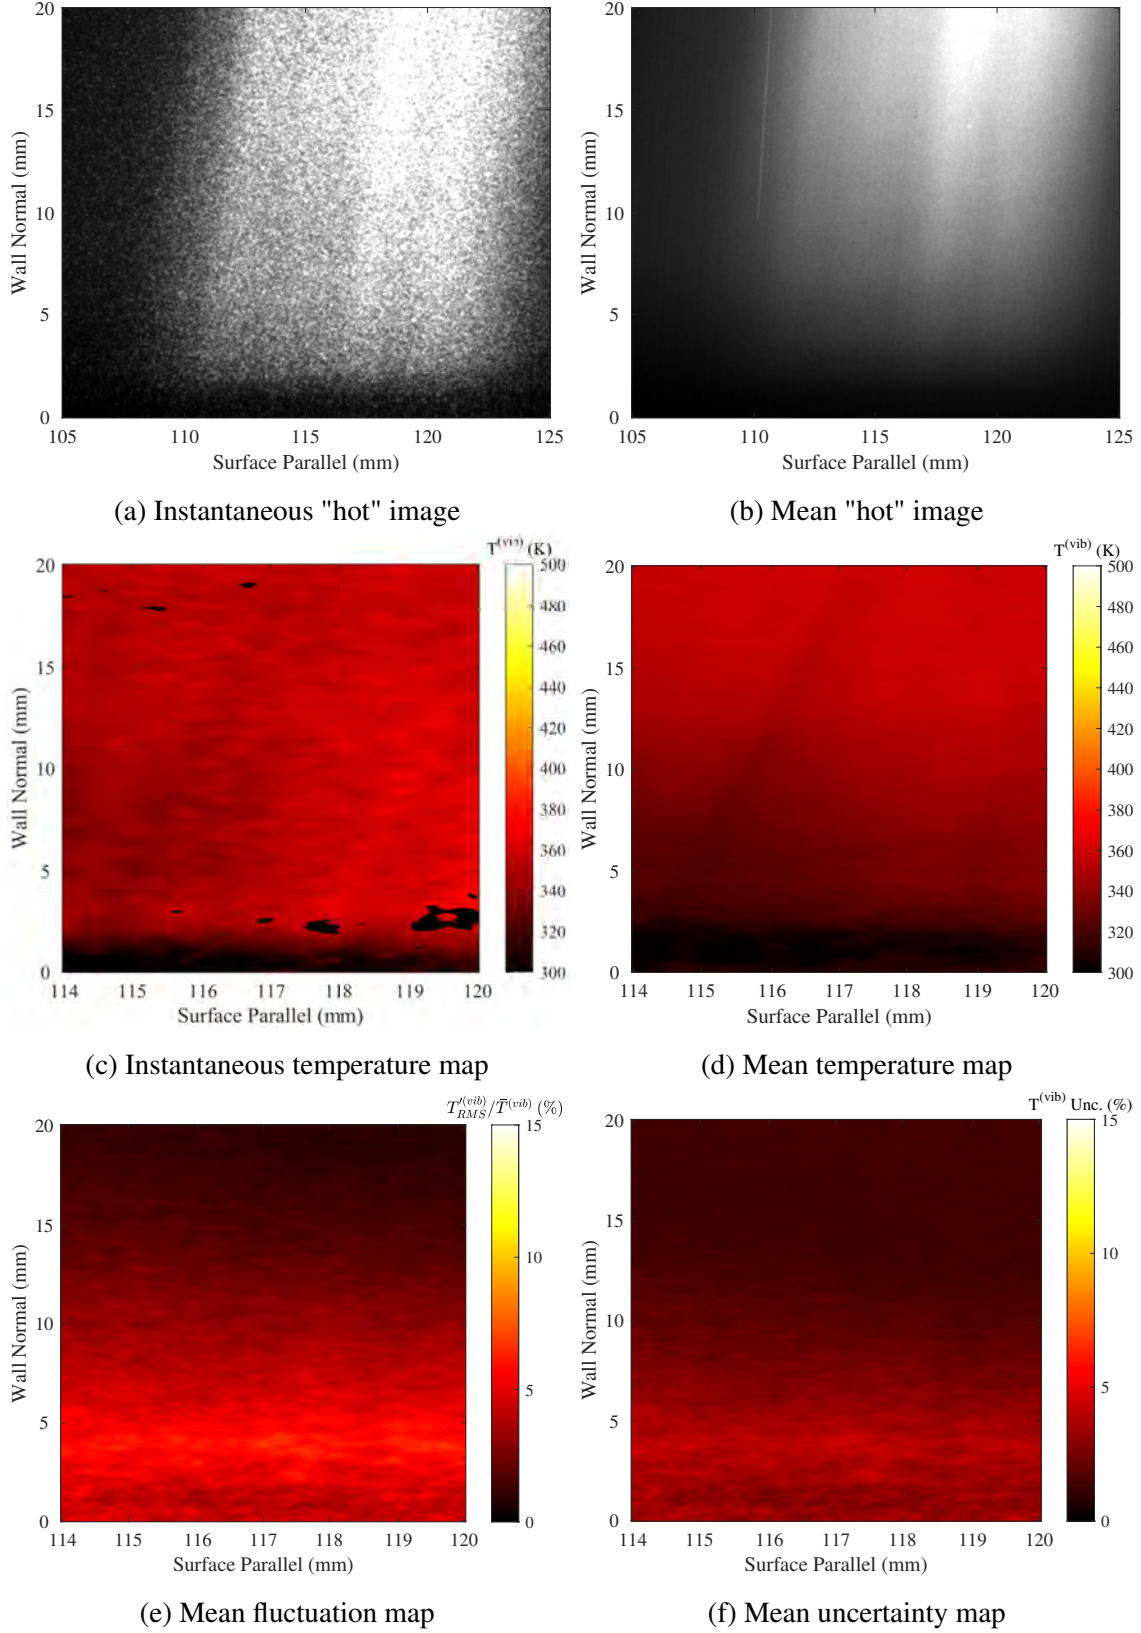 20
15
10
5
0
105 110 115 120 125
Wall Normal (mm)
Surface Parallel (mm)
(a) Instantaneous "hot" image
20
15
10
5
0
105 110 115 120 125
Wall Normal (mm)
Surface Parallel (mm)
(b) Mean "hot" image
T(vib) (K)
20
15
10
5
0
114 115 116 117 118 119 120
Wall Normal (mm)
Surface Parallel (mm)
500
480
460
440
420
400
380
360
340
320
300
(c) Instantaneous temperature map
T(vib) (K)
20
15
10
5
0
114 115 116 117 118 119 120
Wall Normal (mm)
Surface Parallel (mm)
500
480
460
440
420
400
380
360
340
320
300
(d) Mean temperature map
T′(vib)RMS/T̄(vib) (%)
20
15
10
5
0
114 115 116 117 118 119 120
Wall Normal (mm)
Surface Parallel (mm)
15
10
5
0
(e) Mean fluctuation map
T(vib) Unc. (%)
20
15
10
5
0
114 115 116 117 118 119 120
Wall Normal (mm)
Surface Parallel (mm)
15
10
5
0
(f) Mean uncertainty map